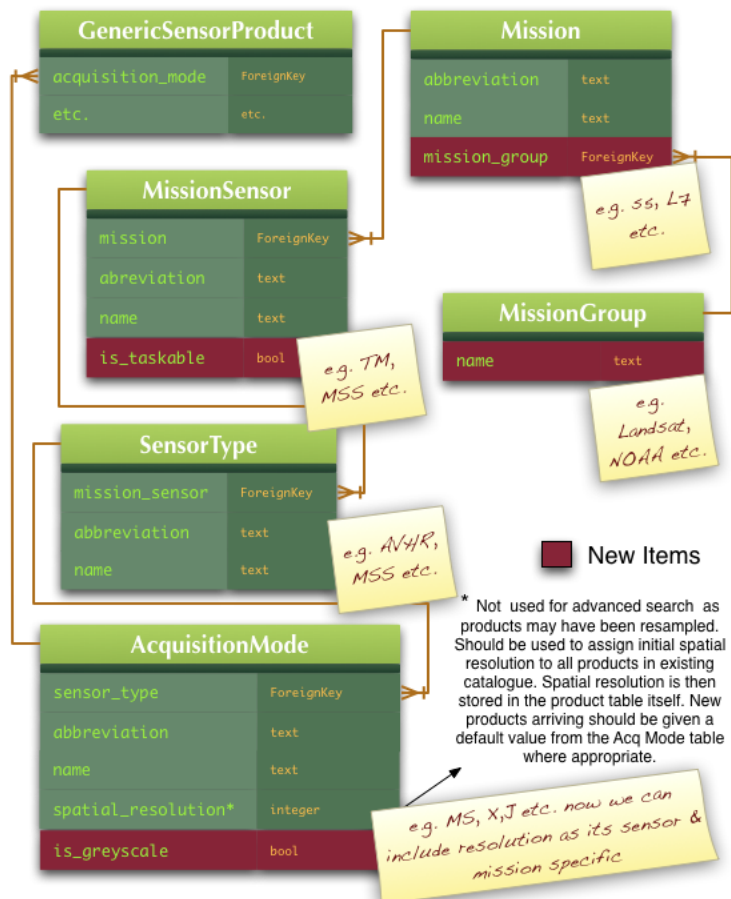 GenericSensorProduct
acquisition_mode ForeignKey
etc. etc.
Mission
abbreviation text
name text
mission_group ForeignKey
e.g. S5, L7
etc.
MissionSensor
mission ForeignKey
abreviation text
name text
is_taskable bool
e.g. TM,
MSS etc.
MissionGroup
name text
e.g.
Landsat,
NOAA etc.
SensorType
mission_sensor ForeignKey
abbreviation text
name text
e.g. AVHR,
MSS etc.
New Items
* Not used for advanced search as
products may have been resampled.
Should be used to assign initial spatial
resolution to all products in existing
catalogue. Spatial resolution is then
stored in the product table itself. New
products arriving should be given a
default value from the Acq Mode table
where appropriate.
AcquisitionMode
sensor_type ForeignKey
abbreviation text
name text
spatial_resolution* integer
is_greyscale bool
e.g. MS, X,J etc. now we can
include resolution as its sensor &
mission specific